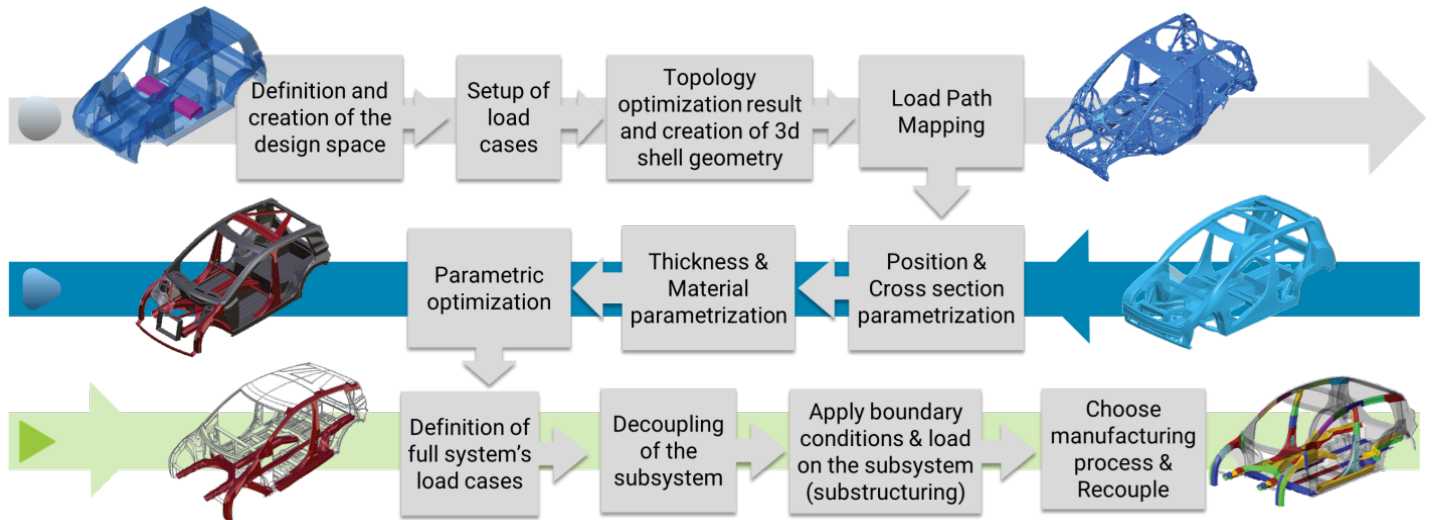 Definition and
creation of the
design space
Setup of
load
cases
Topology
optimization result
and creation of 3d
shell geometry
Load Path
Mapping
Parametric
optimization
Thickness &
Material
parametrization
Position &
Cross section
parametrization
Definition of
full system's
load cases
Decoupling
of the
subsystem
Apply boundary
conditions & load
on the subsystem
(substructuring)
Choose
manufacturing
process &
Recouple